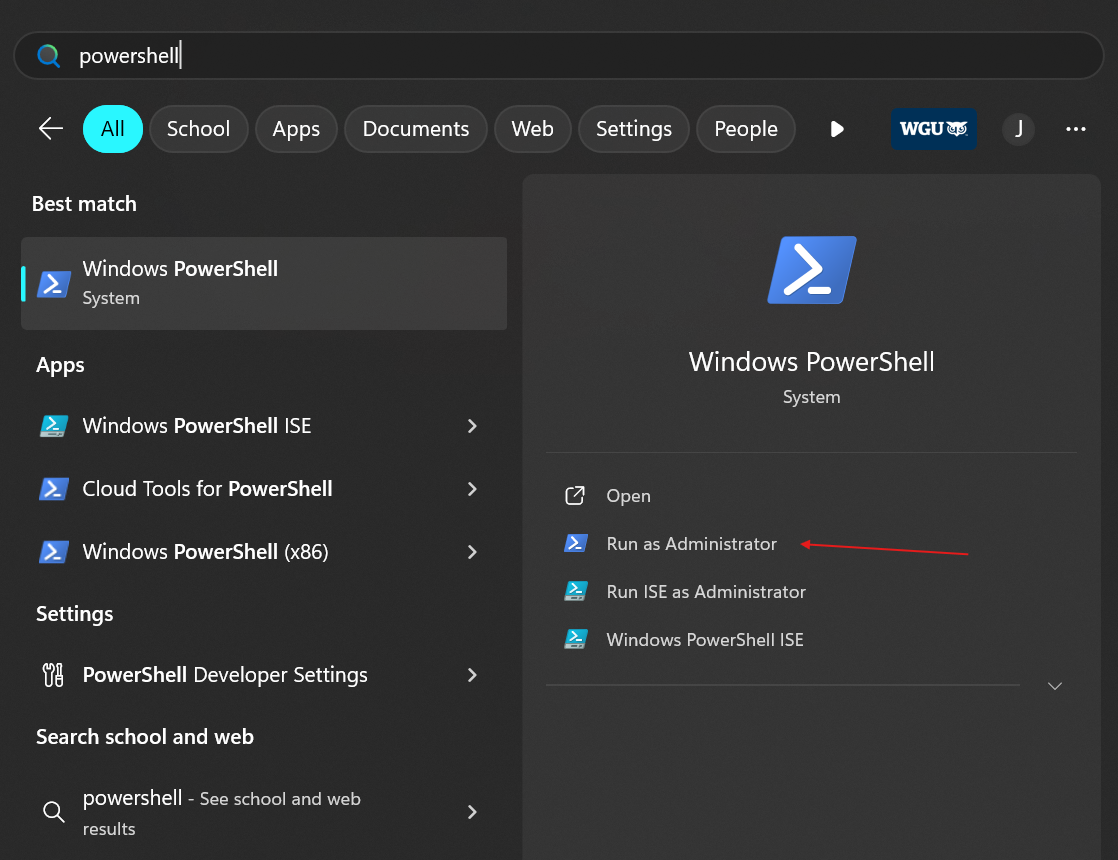 powershell
All
School
Apps
Documents
Web
Settings
People
WGU
J
Best match
Windows PowerShell
System
Apps
Windows PowerShell ISE
Cloud Tools for PowerShell
Windows PowerShell (x86)
Settings
PowerShell Developer Settings
Search school and web
powershell - See school and web
results
Windows PowerShell
System
Open
Run as Administrator
Run ISE as Administrator
Windows PowerShell ISE